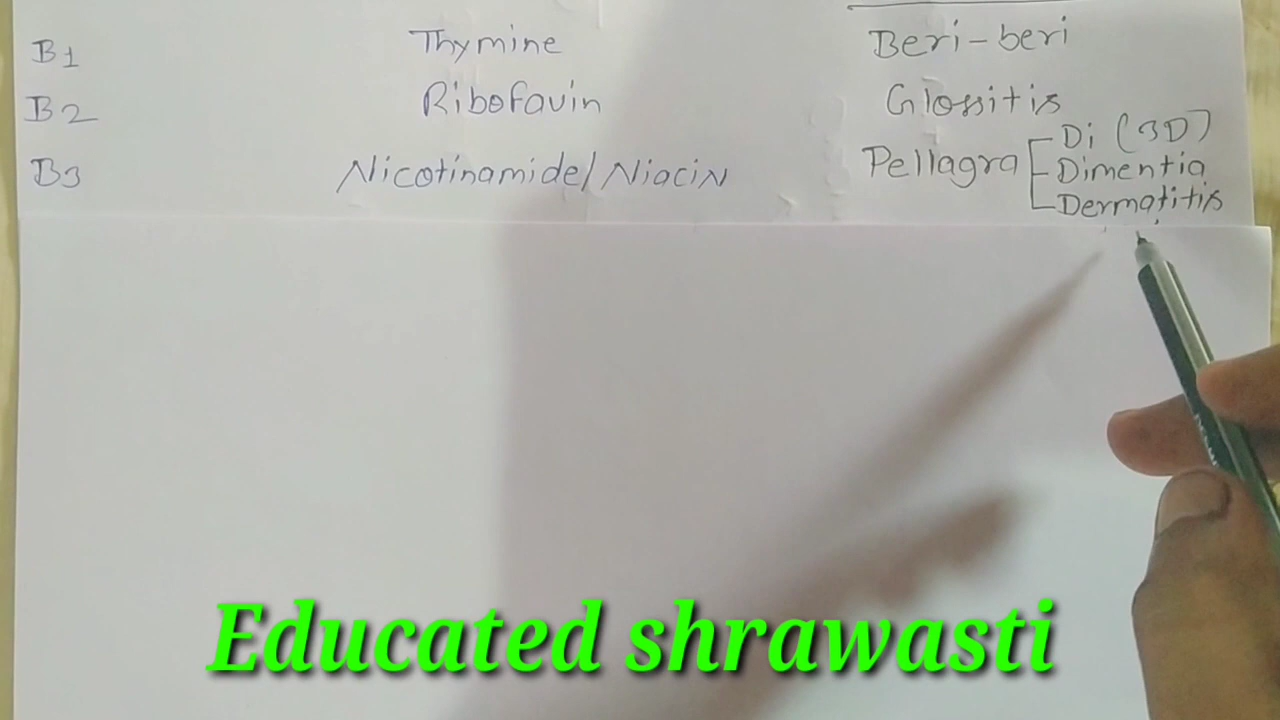 B1 Thymine Beri-beri
B2 Ribofavin Glossitis
Di (3D)
B3 Nicotinamide/Niacin Pellagra Dimentia
Dermatitis
Educated shrawasti